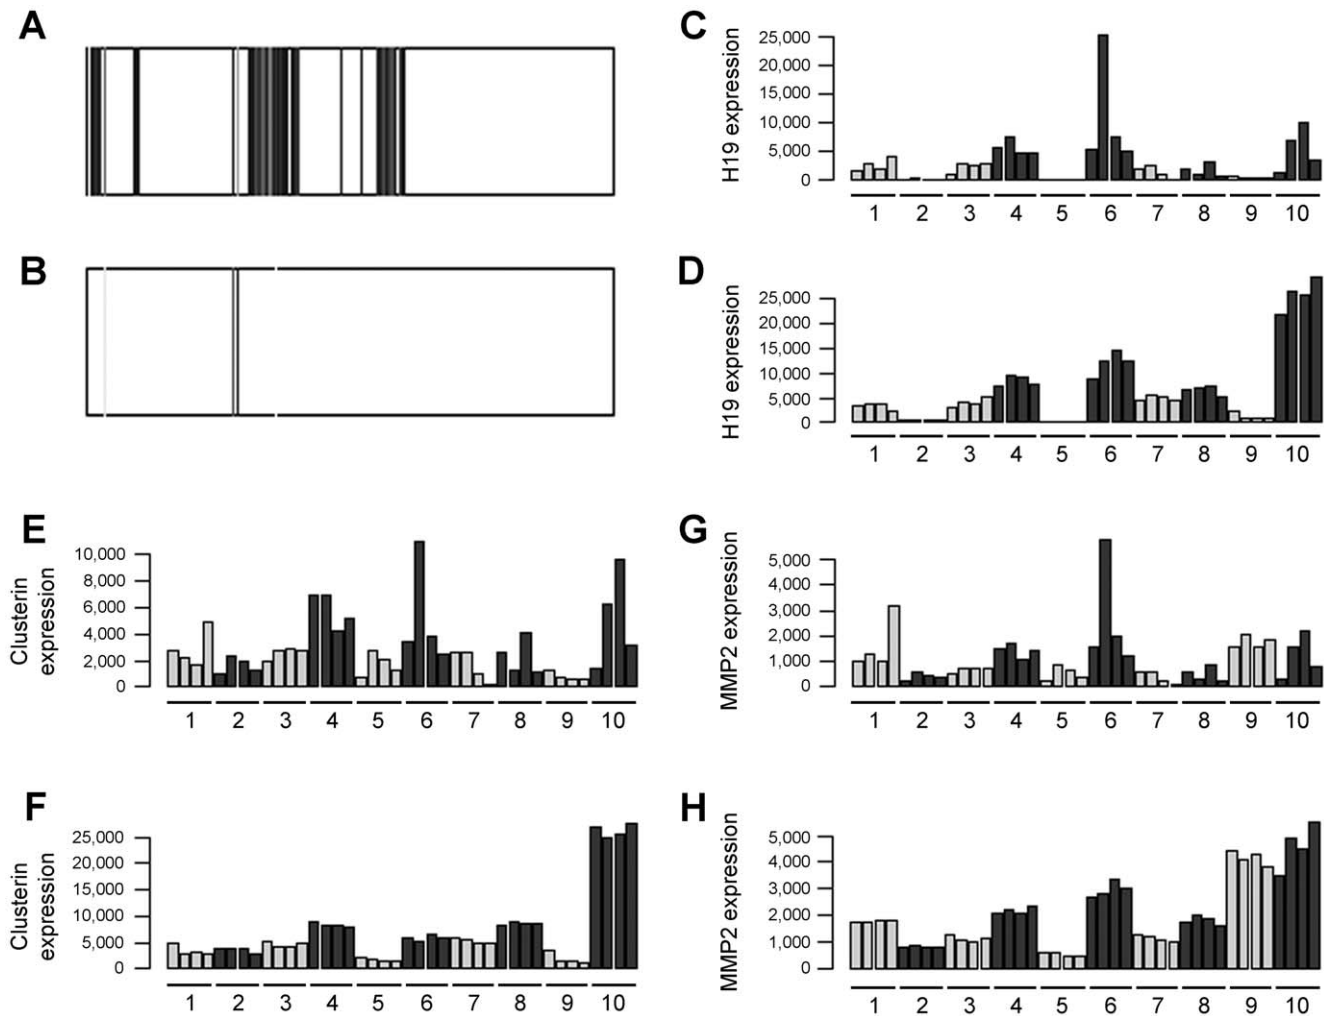 A
B
C
H19 expression
25,000
20,000
15,000
10,000
5,000
0
1 2 3 4 5 6 7 8 9 10
D
H19 expression
25,000
20,000
15,000
10,000
5,000
0
1 2 3 4 5 6 7 8 9 10
E
Clusterin
expression
10,000
8,000
6,000
4,000
2,000
0
1 2 3 4 5 6 7 8 9 10
G
MMP2 expression
5,000
4,000
3,000
2,000
1,000
0
1 2 3 4 5 6 7 8 9 10
F
Clusterin
expression
25,000
20,000
15,000
10,000
5,000
0
1 2 3 4 5 6 7 8 9 10
H
MMP2 expression
5,000
4,000
3,000
2,000
1,000
0
1 2 3 4 5 6 7 8 9 10